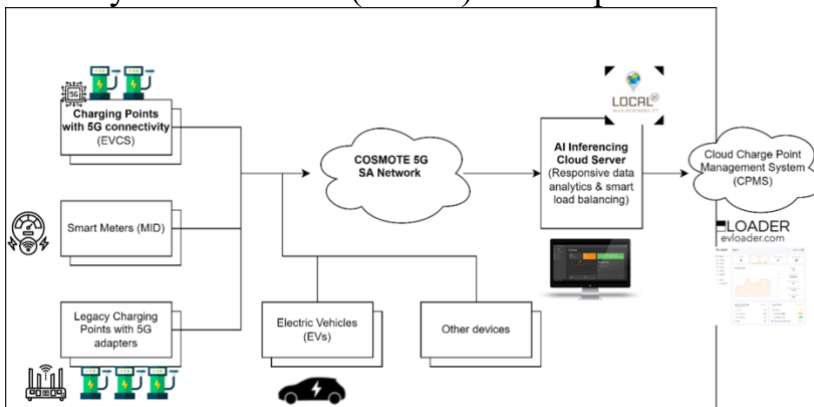 5G
Charging Points
with 5G connectivity
(EVCS)
Smart Meters (MID)
Legacy Charging
Points with 5G
adapters
COSMOTE 5G
SA Network
Electric Vehicles
(EVs)
Other devices
LOCAL
AI Inferencing
Cloud Server
(Responsive data
analytics & smart
load balancing)
Cloud Charge Point
Management System
(CPMS)
LOADER
evloader.com